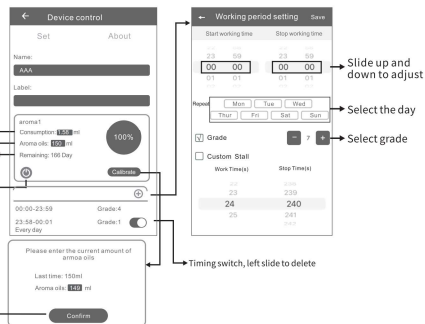 ← Device control
Set About
Name:
AAA
Label:
aroma1
Consumption: 1.58 ml
Aroma oils: 150 ml
Remaining: 166 Day
100%
Calibrate
00:00-23:59 Grade:4
23:58-00:01 Grade:1
Every day
Please enter the current amount of
armoa oils
Last time: 150ml
Aroma oils: 149 ml
Confirm
← Working period setting Save
Start working time Stop working time
23 59 23 59
00 00 00 00
01 01 01 01
Slide up and
down to adjust
Repeat Mon Tue Wed
Thur Fri Sat Sun
Select the day
Grade − 7 +
Select grade
Custom Stall
Work Time(s) Stop Time(s)
23 239
24 240
25 241
Timing switch, left slide to delete